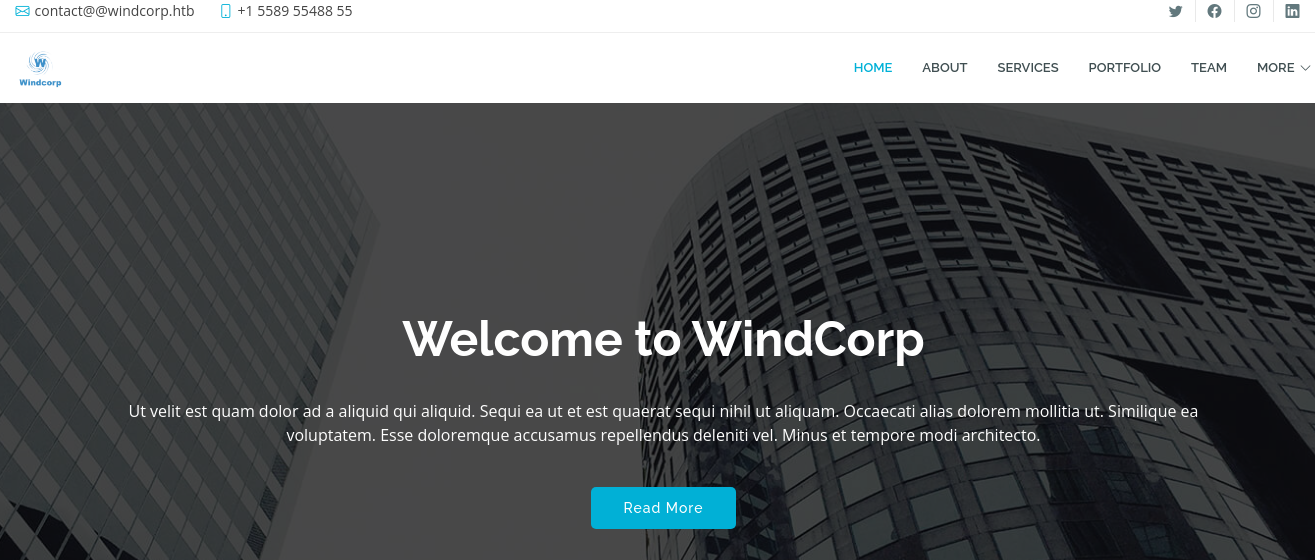 contact@@windcorp.htb +1 5589 55488 55
W
Windcorp
HOME ABOUT SERVICES PORTFOLIO TEAM MORE
Welcome to WindCorp
Ut velit est quam dolor ad a aliquid qui aliquid. Sequi ea ut et est quaerat sequi nihil ut aliquam. Occaecati alias dolorem mollitia ut. Similique ea
voluptatem. Esse doloremque accusamus repellendus deleniti vel. Minus et tempore modi architecto.
Read More